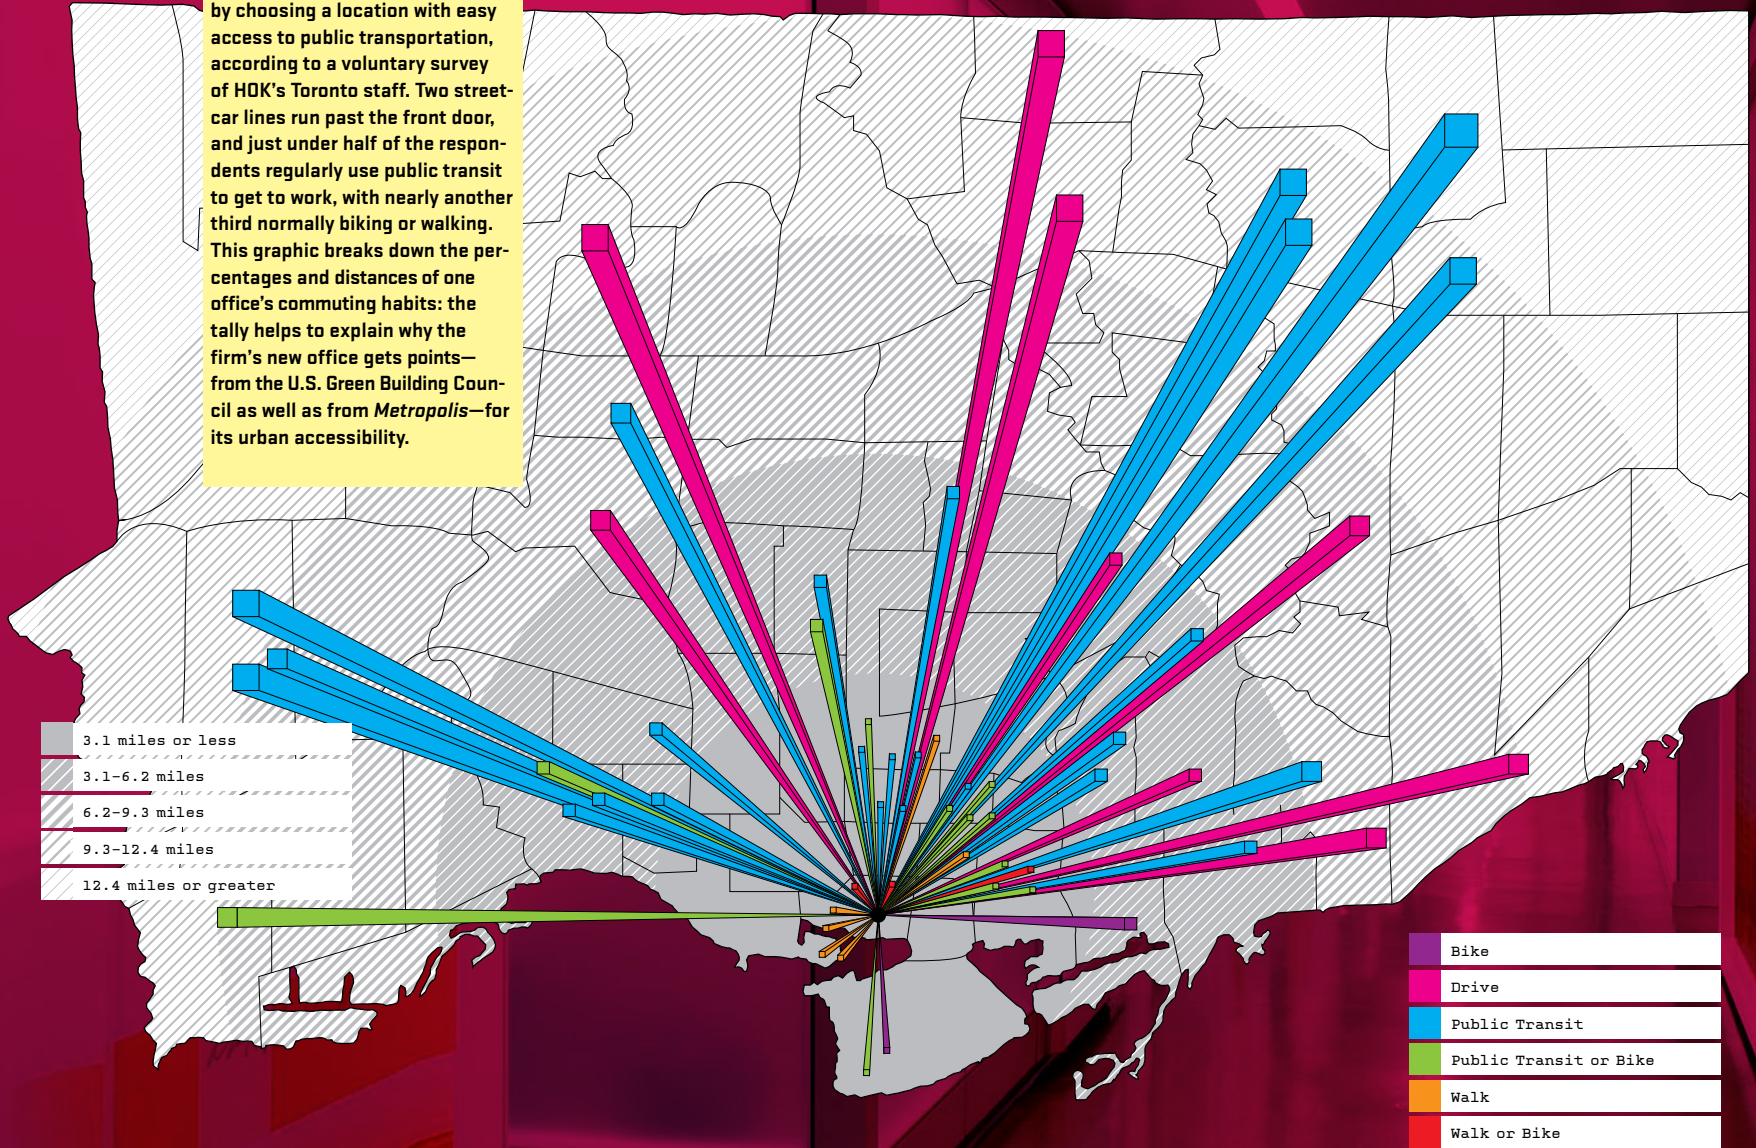 by choosing a location with easy
access to public transportation,
according to a voluntary survey
of HOK's Toronto staff. Two street-
car lines run past the front door,
and just under half of the respon-
dents regularly use public transit
to get to work, with nearly another
third normally biking or walking.
This graphic breaks down the per-
centages and distances of one
office's commuting habits: the
tally helps to explain why the
firm's new office gets points—
from the U.S. Green Building Coun-
cil as well as from Metropolis—for
its urban accessibility.
3.1 miles or less
3.1–6.2 miles
6.2–9.3 miles
9.3–12.4 miles
12.4 miles or greater
Bike
Drive
Public Transit
Public Transit or Bike
Walk
Walk or Bike